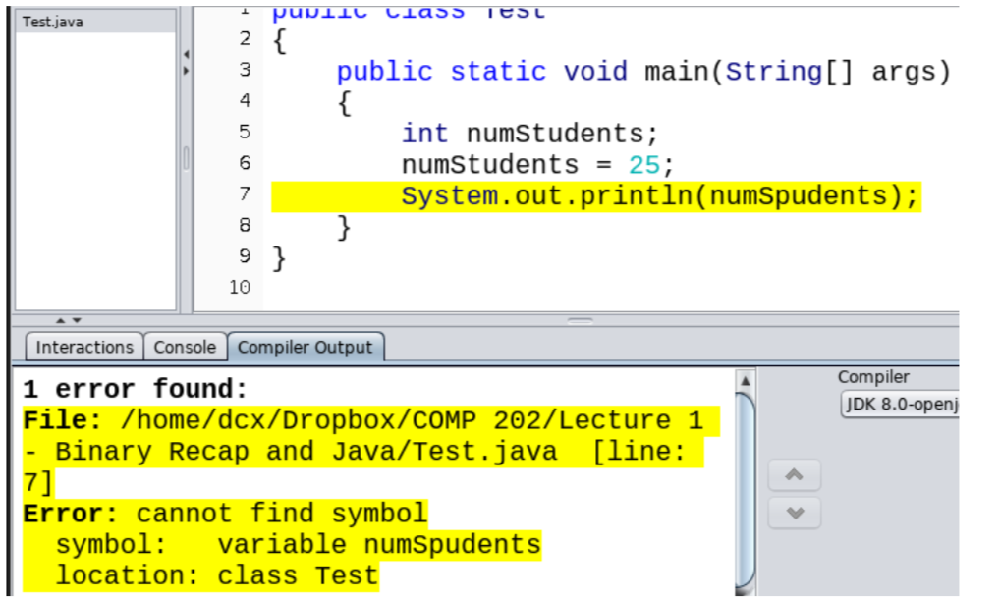 Test.java
1 public class Test
2 {
3 public static void main(String[] args)
4 {
5 int numStudents;
6 numStudents = 25;
7 System.out.println(numSpudents);
8 }
9 }
10
Interactions Console Compiler Output
1 error found:
File: /home/dcx/Dropbox/COMP 202/Lecture 1
- Binary Recap and Java/Test.java [line:
7]
Error: cannot find symbol
symbol: variable numSpudents
location: class Test
Compiler
JDK 8.0-openj